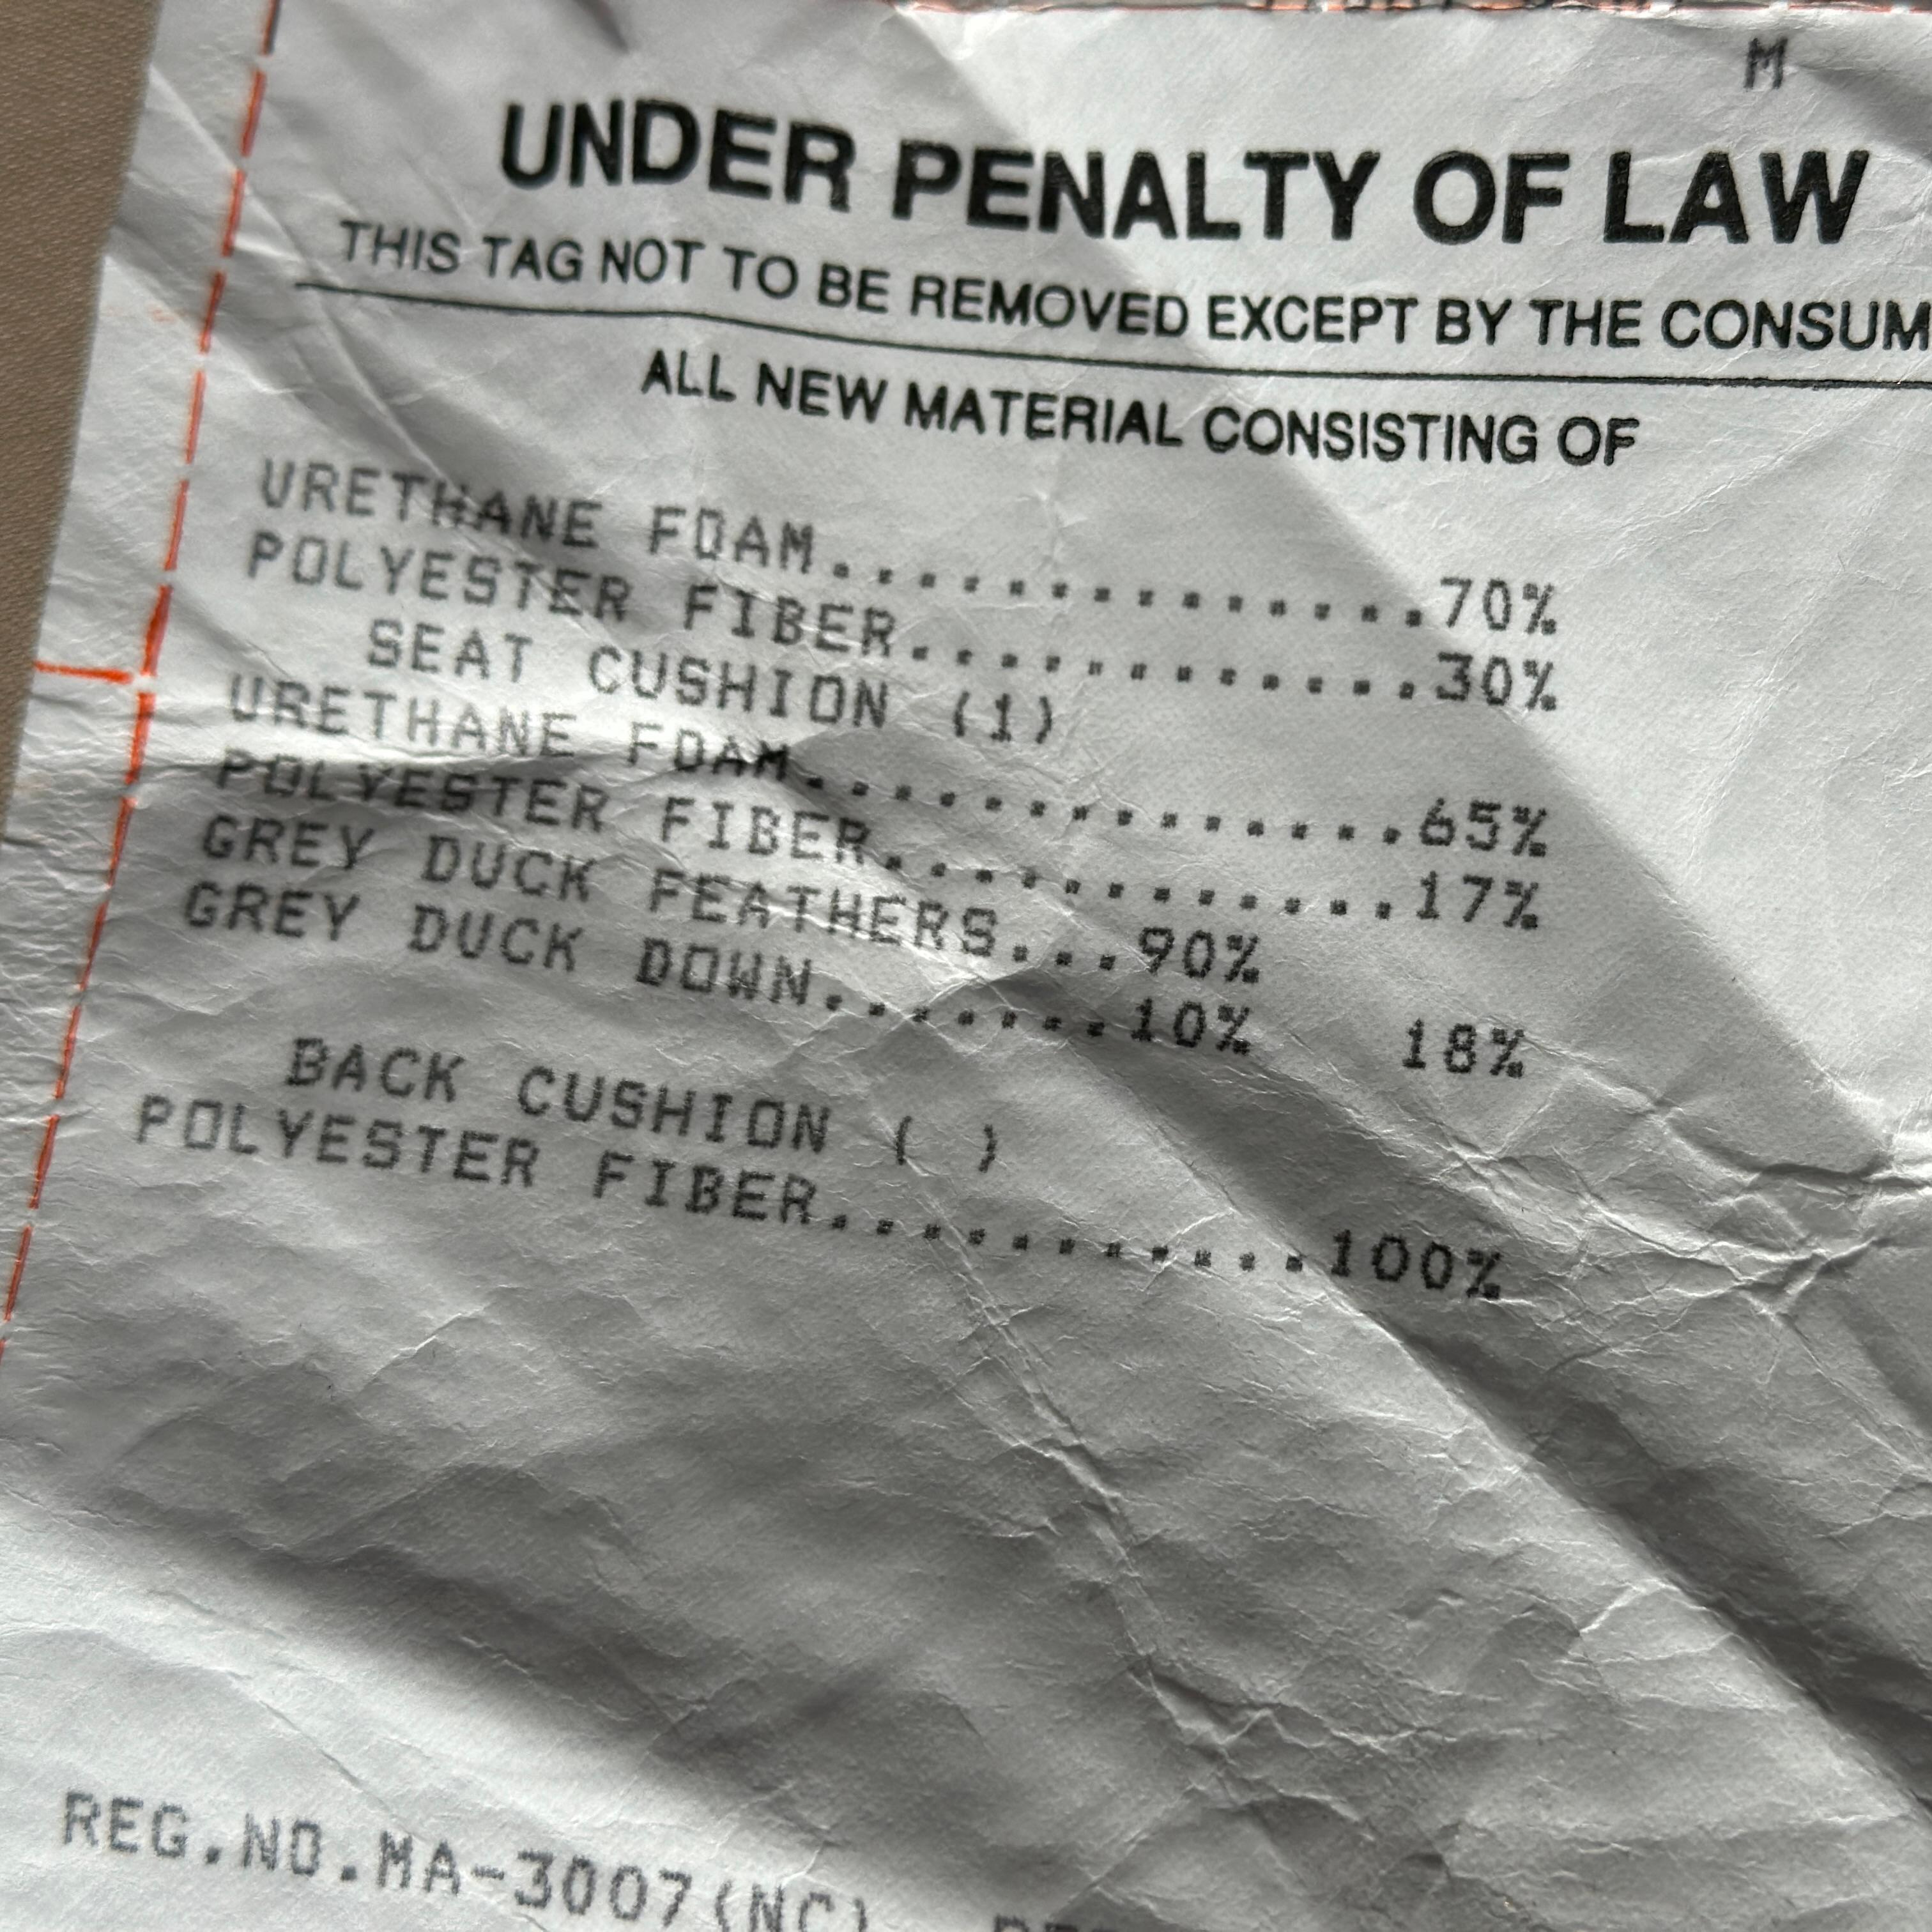 M
UNDER PENALTY OF LAW
THIS TAG NOT TO BE REMOVED EXCEPT BY THE CONSUM
ALL NEW MATERIAL CONSISTING OF
URETHANE FOAM..............70%
POLYESTER FIBER............30%
SEAT CUSHION (1)
URETHANE FOAM..............65%
POLYESTER FIBER............17%
GREY DUCK FEATHERS...90%
GREY DUCK DOWN.......10% 18%
BACK CUSHION ( )
POLYESTER FIBER...........100%
REG.NO.MA-3007(NC)